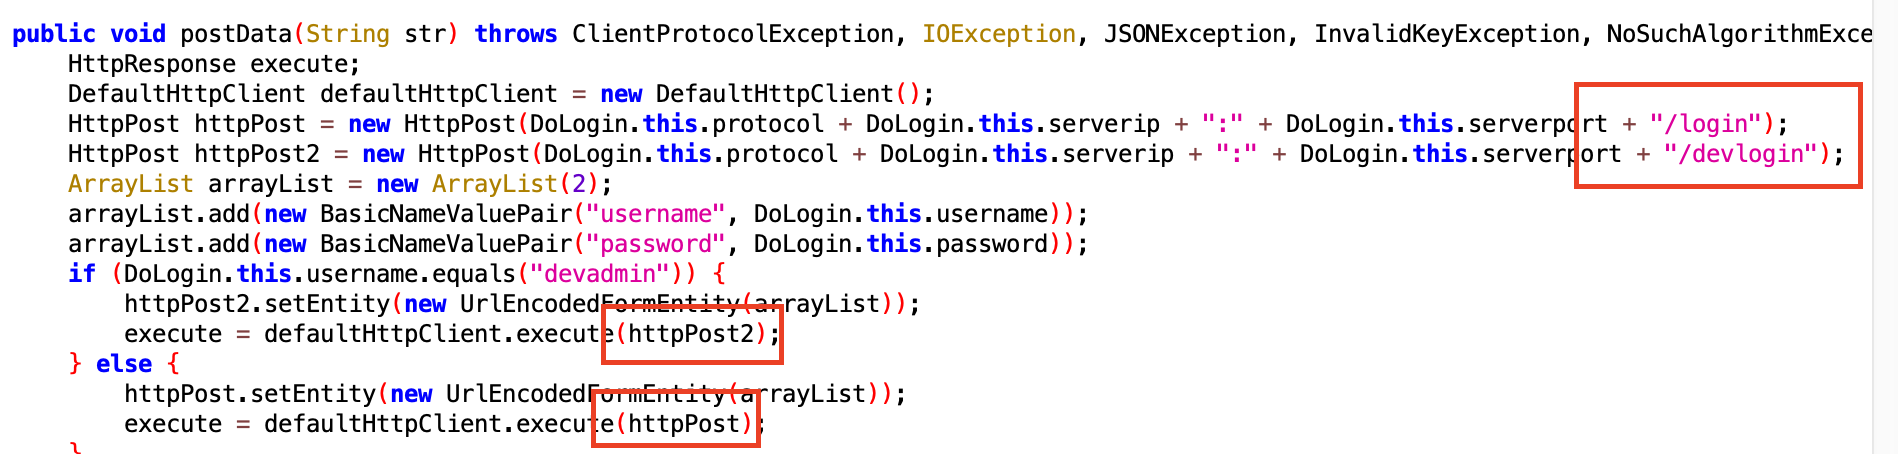 public void postData(String str) throws ClientProtocolException, IOException, JSONException, InvalidKeyException, NoSuchAlgorithmExce
HttpResponse execute;
DefaultHttpClient defaultHttpClient = new DefaultHttpClient();
HttpPost httpPost = new HttpPost(DoLogin.this.protocol + DoLogin.this.serverip + ":" + DoLogin.this.serverport + "/login");
HttpPost httpPost2 = new HttpPost(DoLogin.this.protocol + DoLogin.this.serverip + ":" + DoLogin.this.serverport + "/devlogin");
ArrayList arrayList = new ArrayList(2);
arrayList.add(new BasicNameValuePair("username", DoLogin.this.username));
arrayList.add(new BasicNameValuePair("password", DoLogin.this.password));
if (DoLogin.this.username.equals("devadmin")) {
httpPost2.setEntity(new UrlEncodedFormEntity(arrayList));
execute = defaultHttpClient.execute(httpPost2);
} else {
httpPost.setEntity(new UrlEncodedFormEntity(arrayList));
execute = defaultHttpClient.execute(httpPost);
}